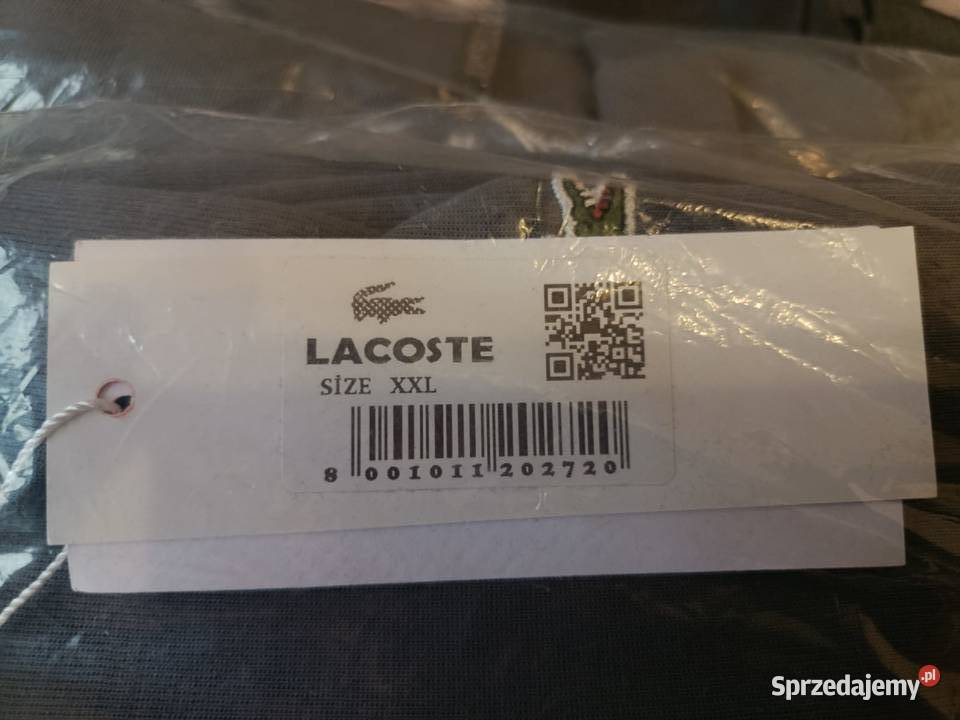 LACOSTE
SİZE XXL
8 001011 202720
Sprzedajemy.pl